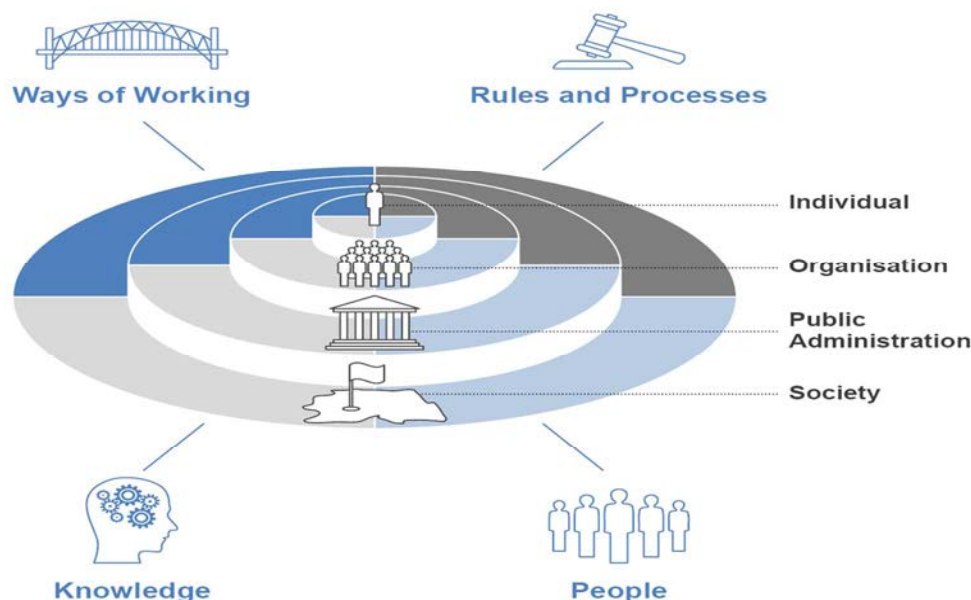 Ways of Working
Rules and Processes
Individual
Organisation
Public
Administration
Society
Knowledge
People